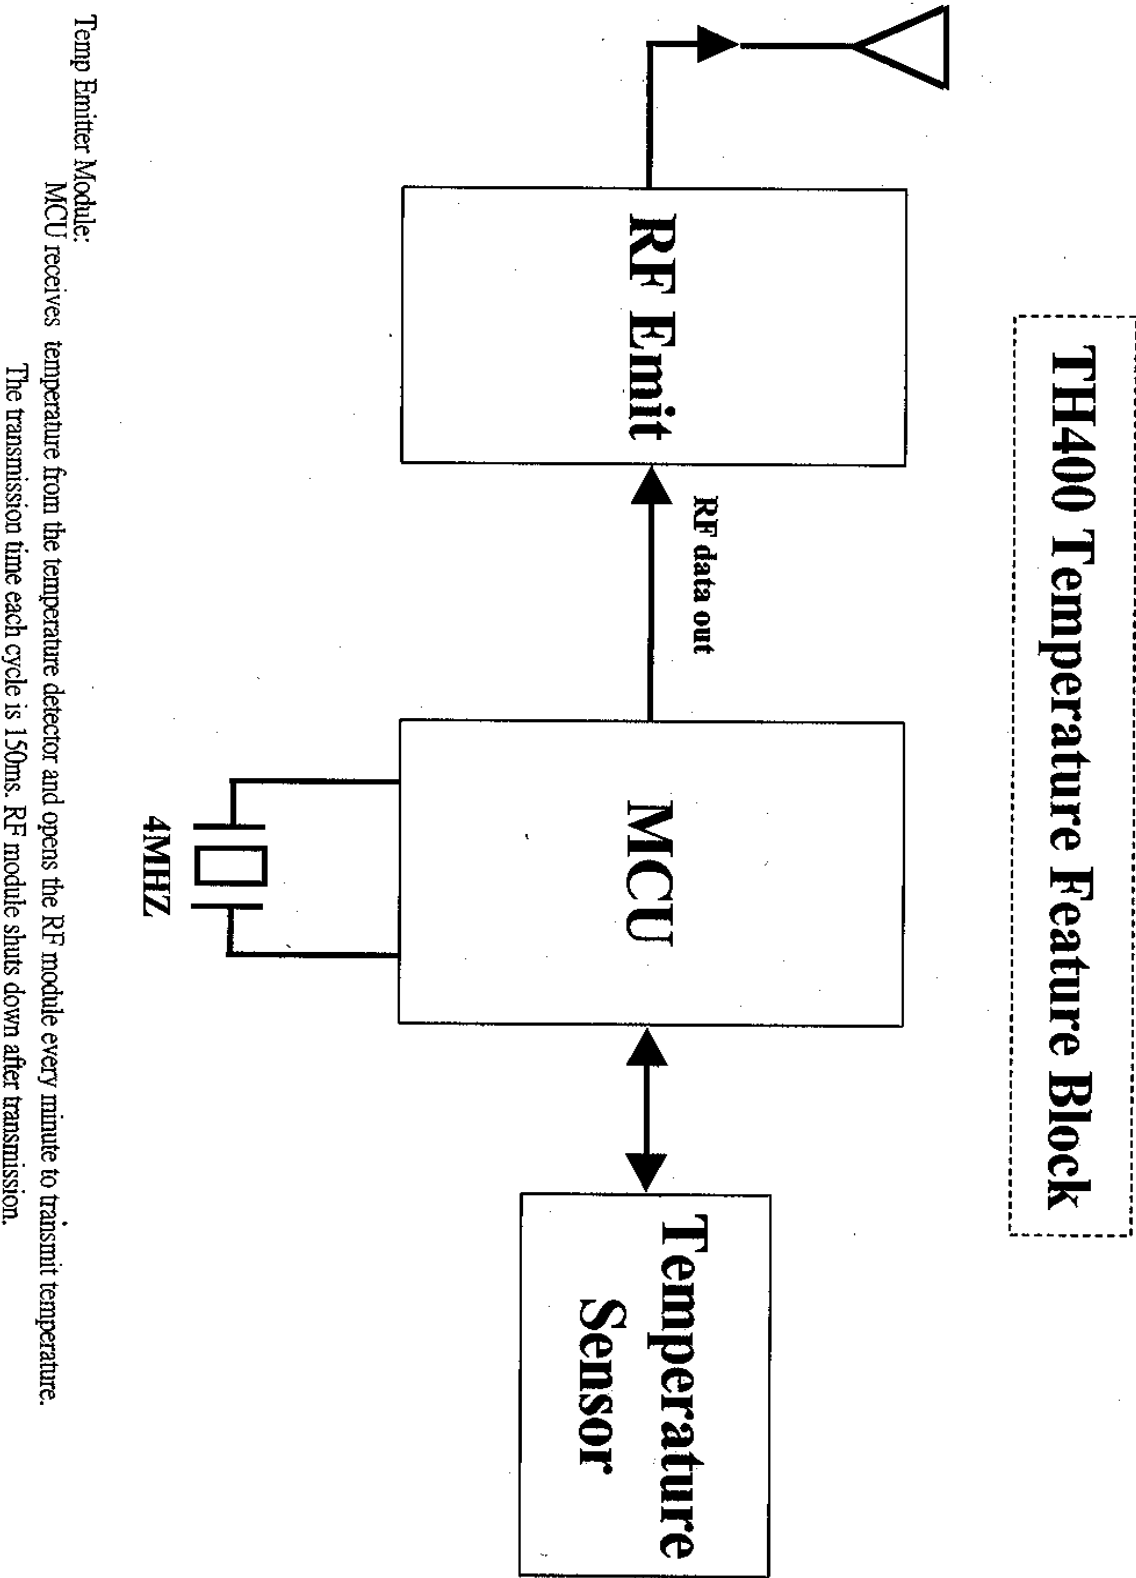 TH400 Temperature Feature Block
RF Emit
RF data out
MCU
4MHZ
Temperature
Sensor
Temp Emitter Module:
MCU receives temperature from the temperature detector and opens the RF module every minute to transmit temperature.
The transmission time each cycle is 150ms. RF module shuts down after transmission.